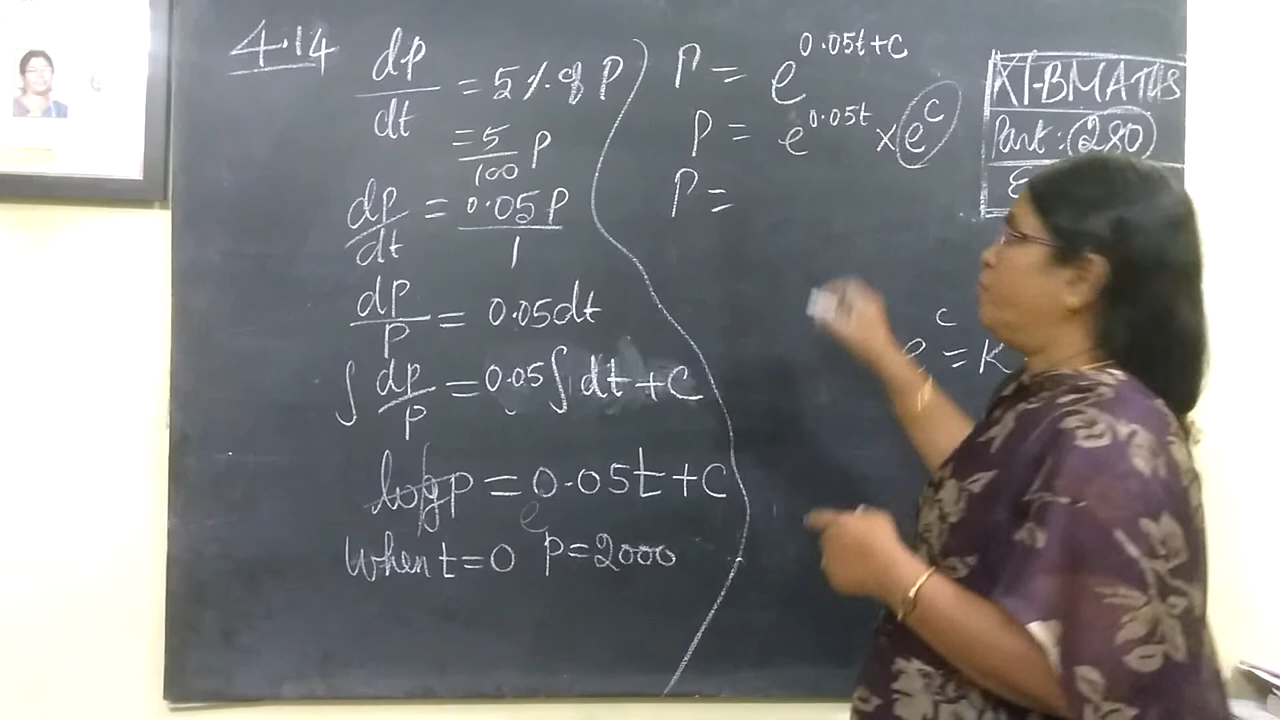 4.14
dp/dt = 5% of P
= 5/100 P
dp/dt = 0.05P/1
dp/P = 0.05dt
∫ dp/P = 0.05 ∫ dt + C
log P = 0.05t + C
e
When t = 0 P = 2000
P = e^(0.05t+C)
P = e^(0.05t) × e^C
P =
e^C = K
XI-BMATHS
Part: 280